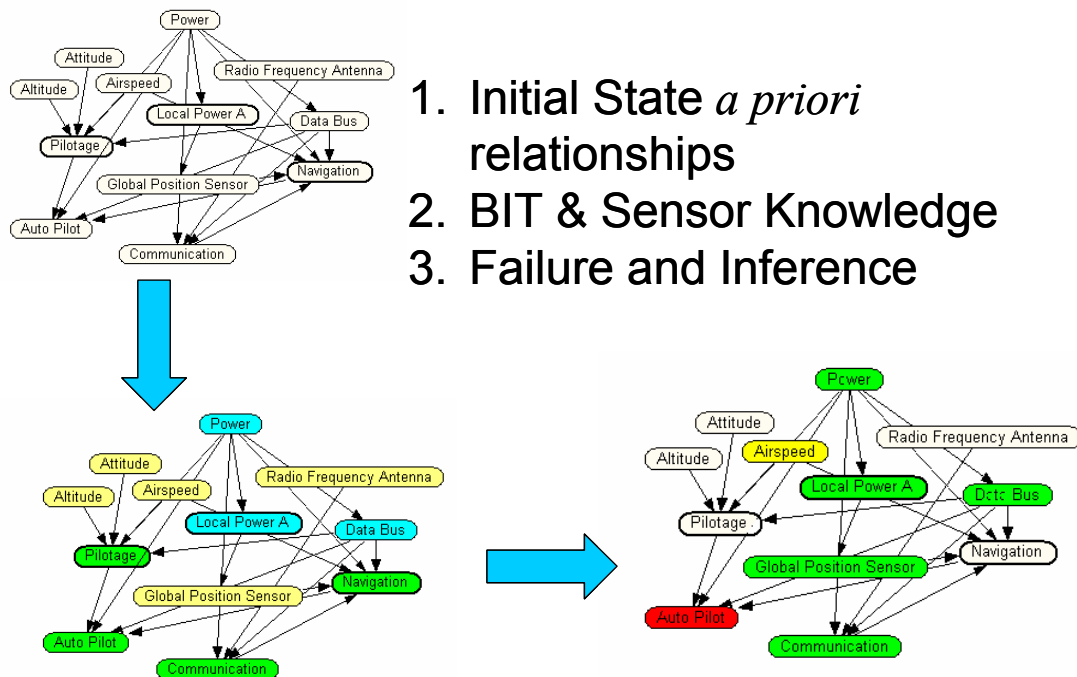 Power
Attitude
Radio Frequency Antenna
Altitude
Airspeed
Local Power A
Data Bus
Pilotage
Navigation
Global Position Sensor
Auto Pilot
Communication
1. Initial State a priori
relationships
2. BIT & Sensor Knowledge
3. Failure and Inference
Power
Attitude
Radio Frequency Antenna
Altitude
Airspeed
Local Power A
Data Bus
Pilotage
Navigation
Global Position Sensor
Auto Pilot
Communication
Power
Attitude
Radio Frequency Antenna
Altitude
Airspeed
Local Power A
Data Bus
Pilotage
Navigation
Global Position Sensor
Auto Pilot
Communication